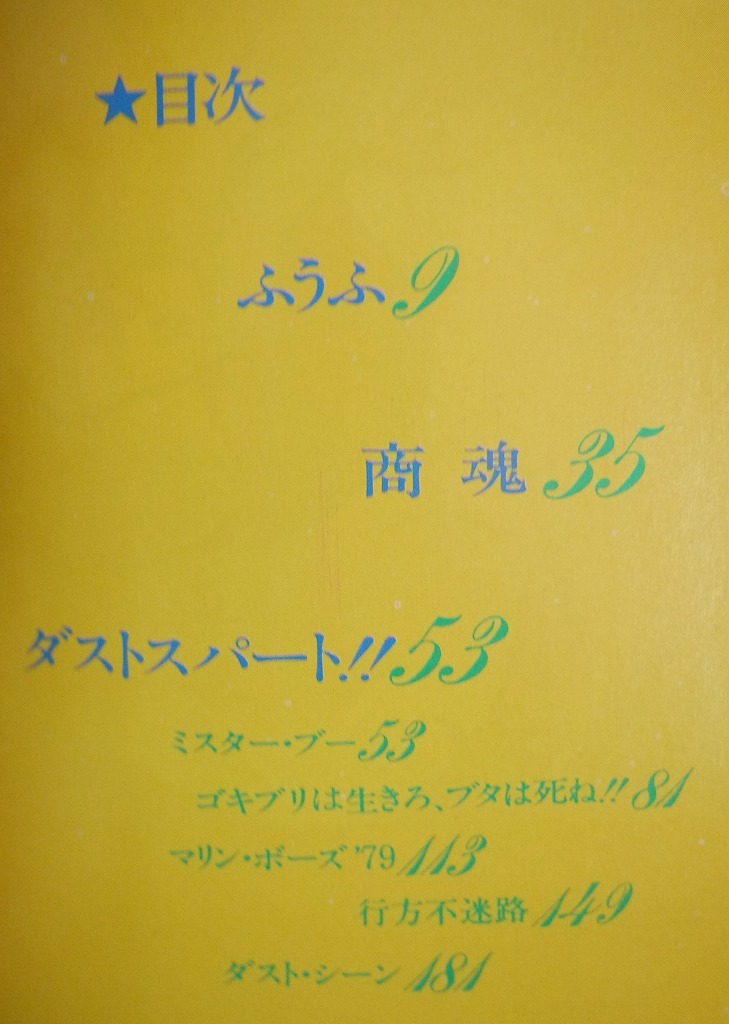 ★目次
ふうふ9
商魂35
ダストスパート!!53
ミスター・ブー53
ゴキブリは生きろ、ブタは死ね!!81
マリン・ボーズ'79 113
行方不迷路149
ダスト・シーン181